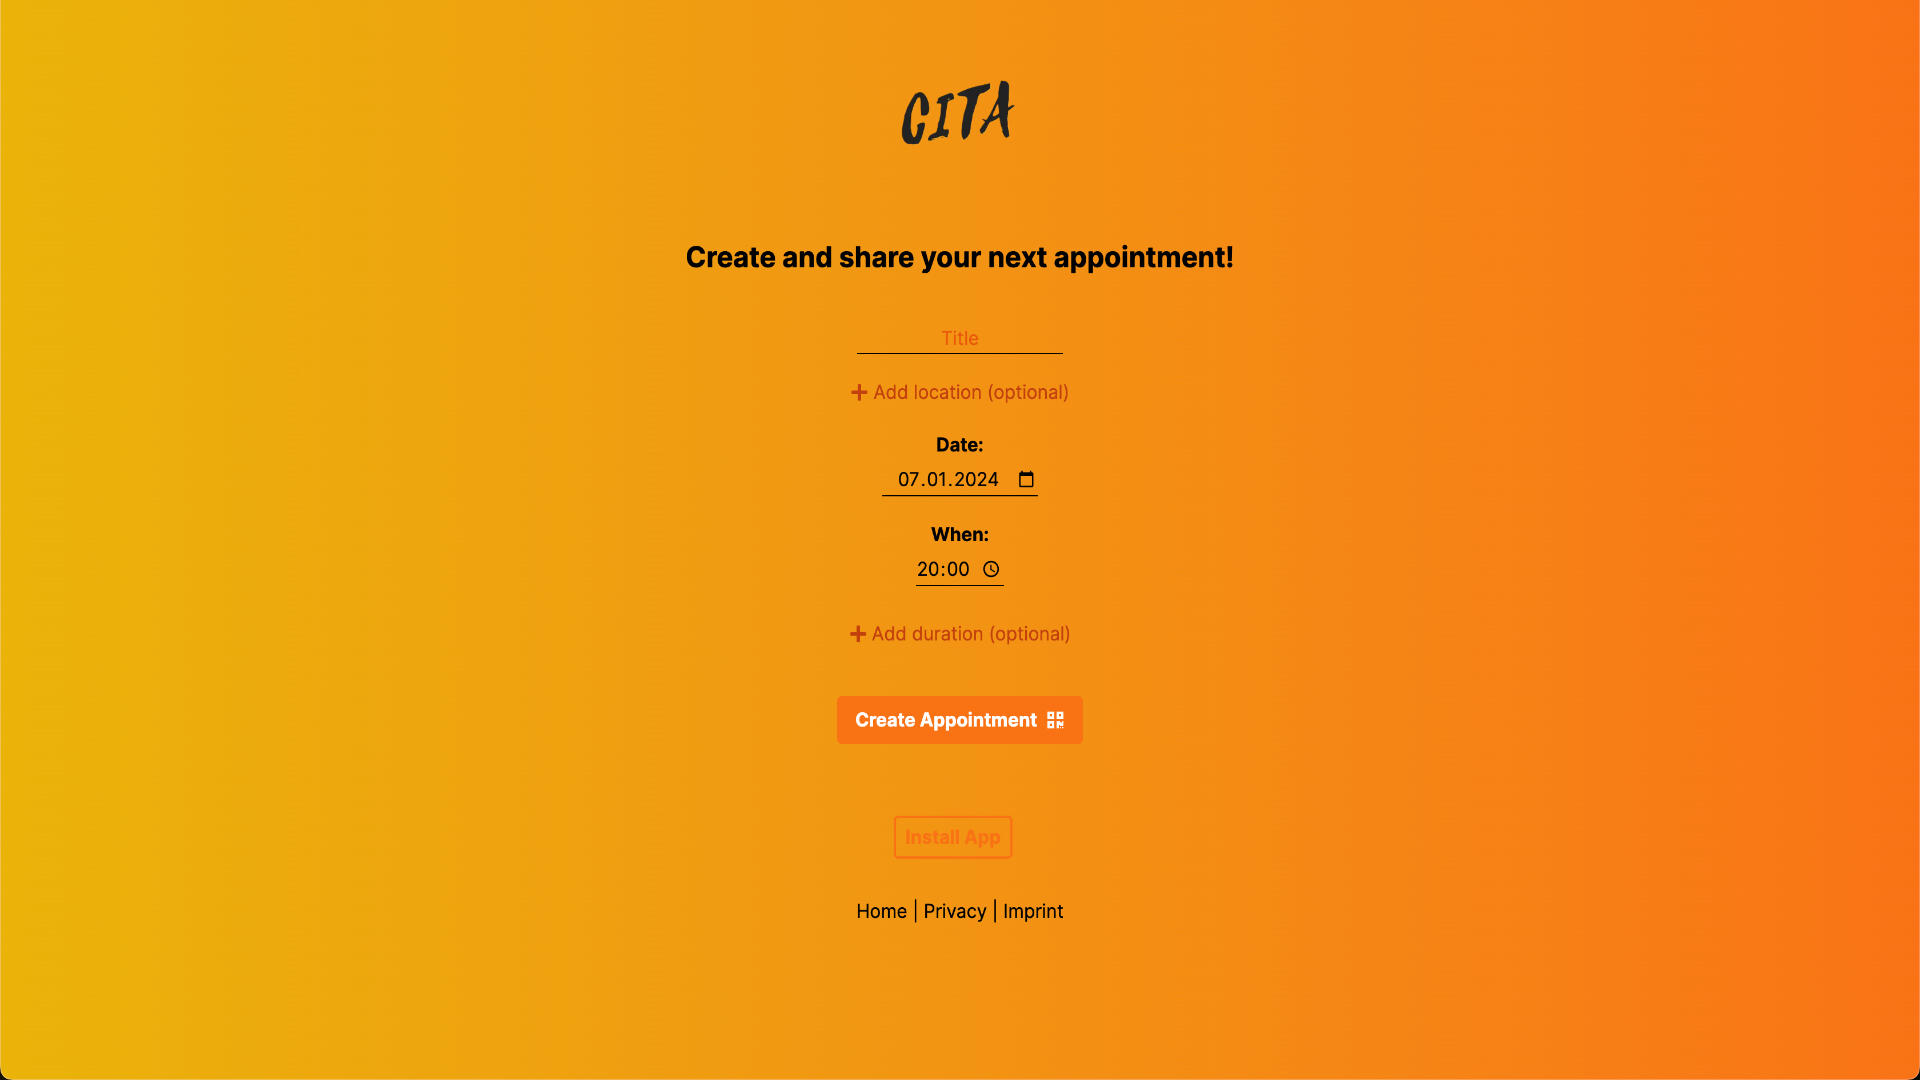 CITA
Create and share your next appointment!
Title
Add location (optional)
Date:
07.01.2024
When:
20:00
Add duration (optional)
Create Appointment
Install App
Home | Privacy | Imprint